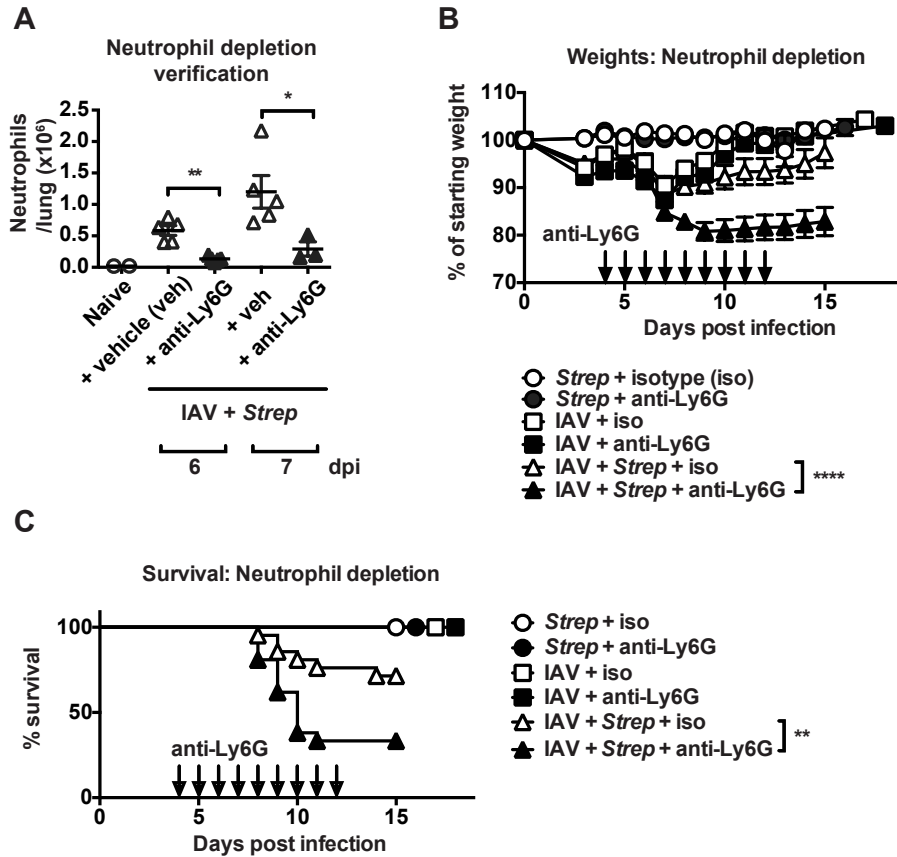 A
Neutrophil depletion
verification
Neutrophils
/lung (x10⁶)
2.5
2.0
1.5
1.0
0.5
0.0
**
*
Naive
+ vehicle (veh)
+ anti-Ly6G
+ veh
+ anti-Ly6G
IAV + Strep
6
7
dpi
B
Weights: Neutrophil depletion
% of starting weight
110
100
90
80
70
anti-Ly6G
0
5
10
15
Days post infection
Strep + isotype (iso)
Strep + anti-Ly6G
IAV + iso
IAV + anti-Ly6G
IAV + Strep + iso
IAV + Strep + anti-Ly6G
****
C
Survival: Neutrophil depletion
% survival
100
50
0
anti-Ly6G
0
5
10
15
Days post infection
Strep + iso
Strep + anti-Ly6G
IAV + iso
IAV + anti-Ly6G
IAV + Strep + iso
IAV + Strep + anti-Ly6G
**